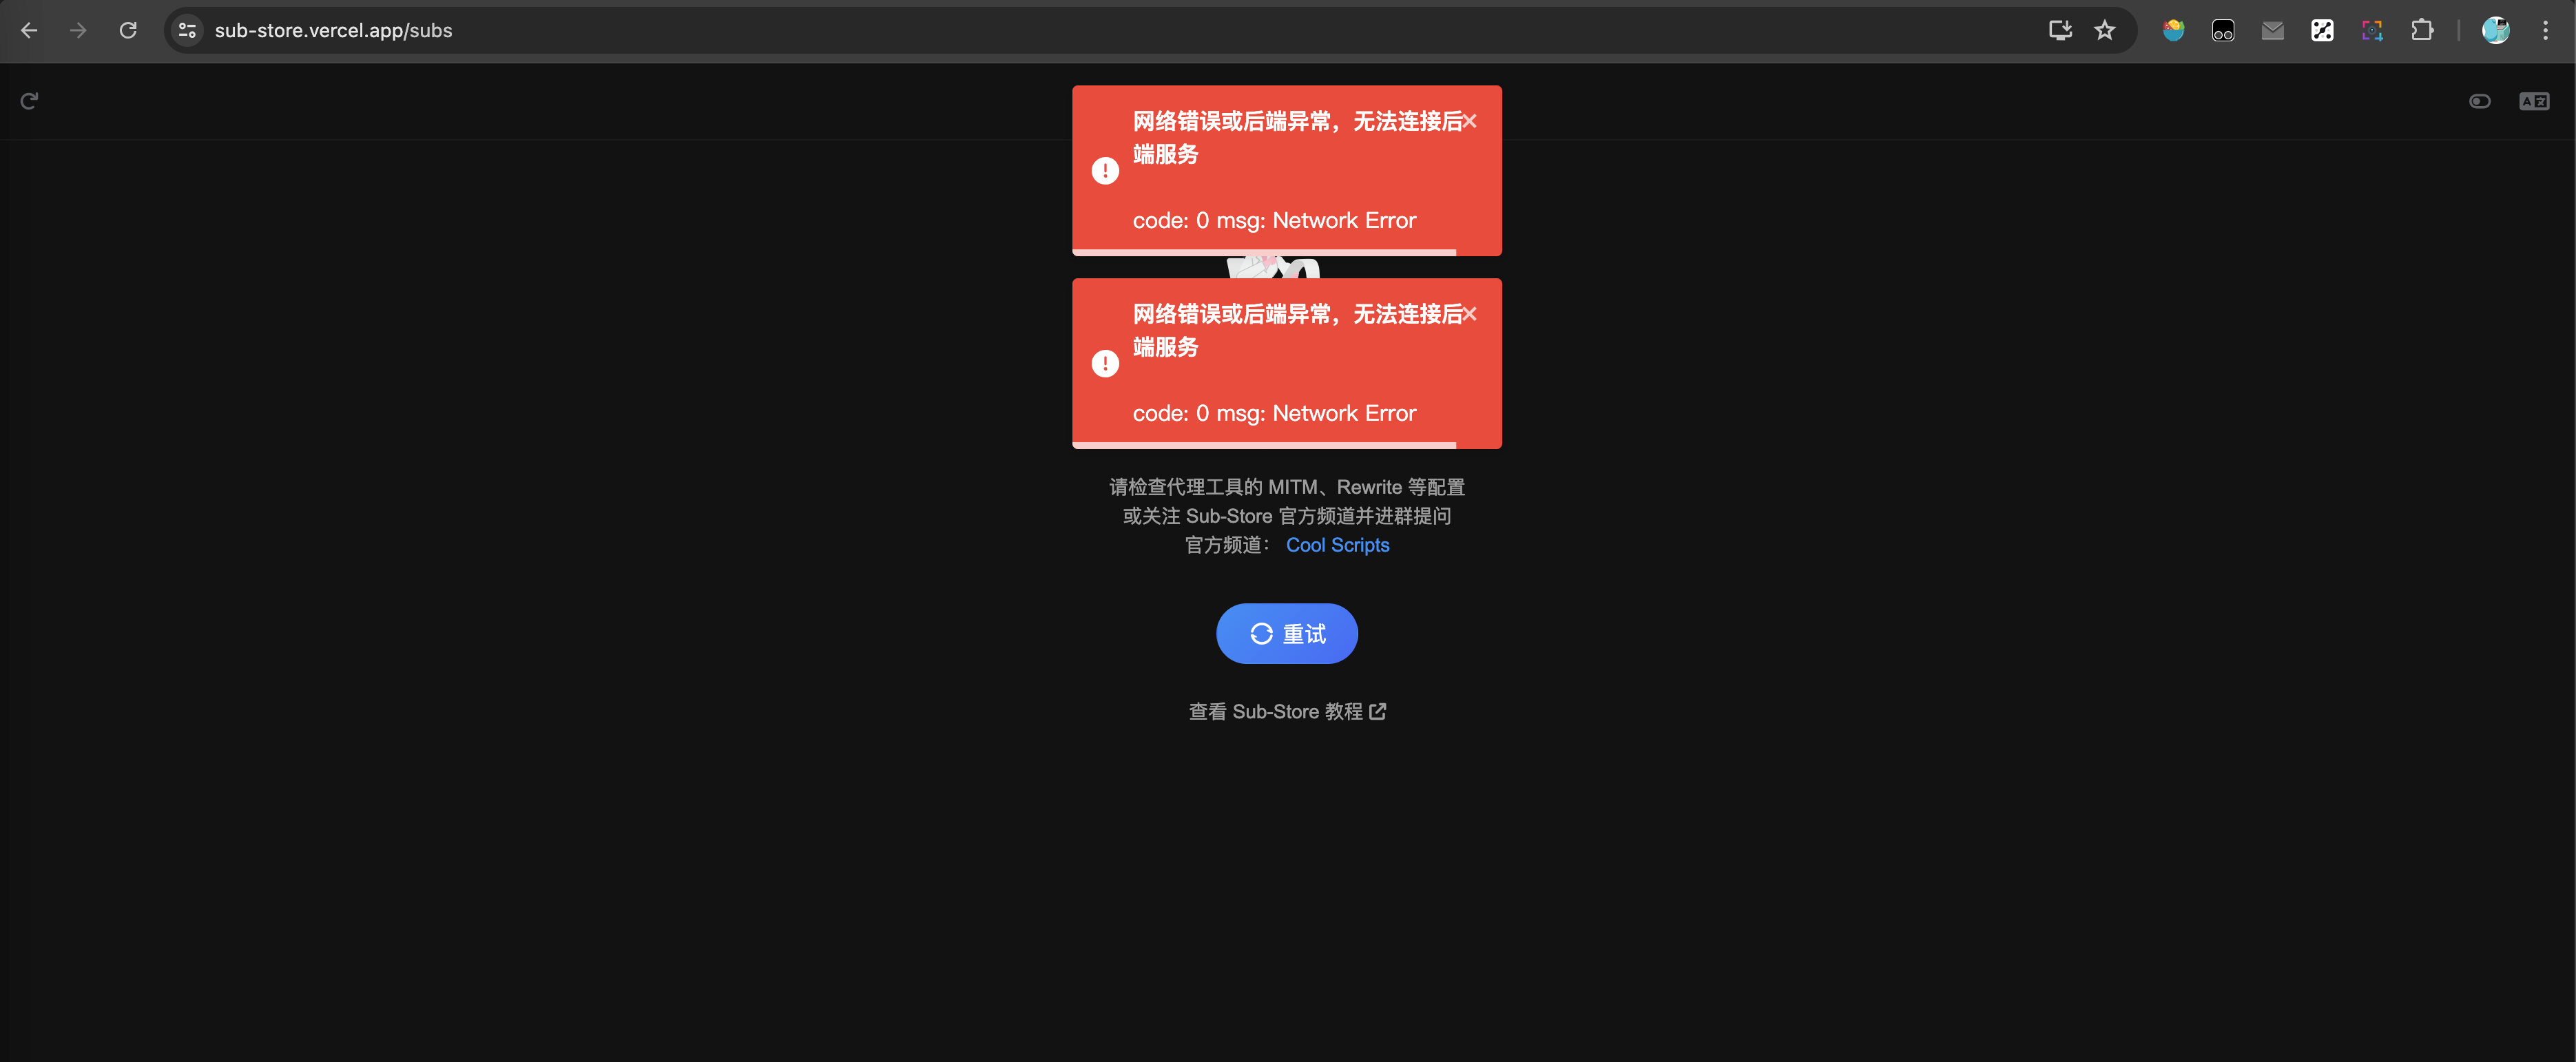 sub-store.vercel.app/subs
网络错误或后端异常，无法连接后
端服务
code: 0 msg: Network Error
网络错误或后端异常，无法连接后
端服务
code: 0 msg: Network Error
请检查代理工具的 MITM、Rewrite 等配置
或关注 Sub-Store 官方频道并进群提问
官方频道： Cool Scripts
重试
查看 Sub-Store 教程